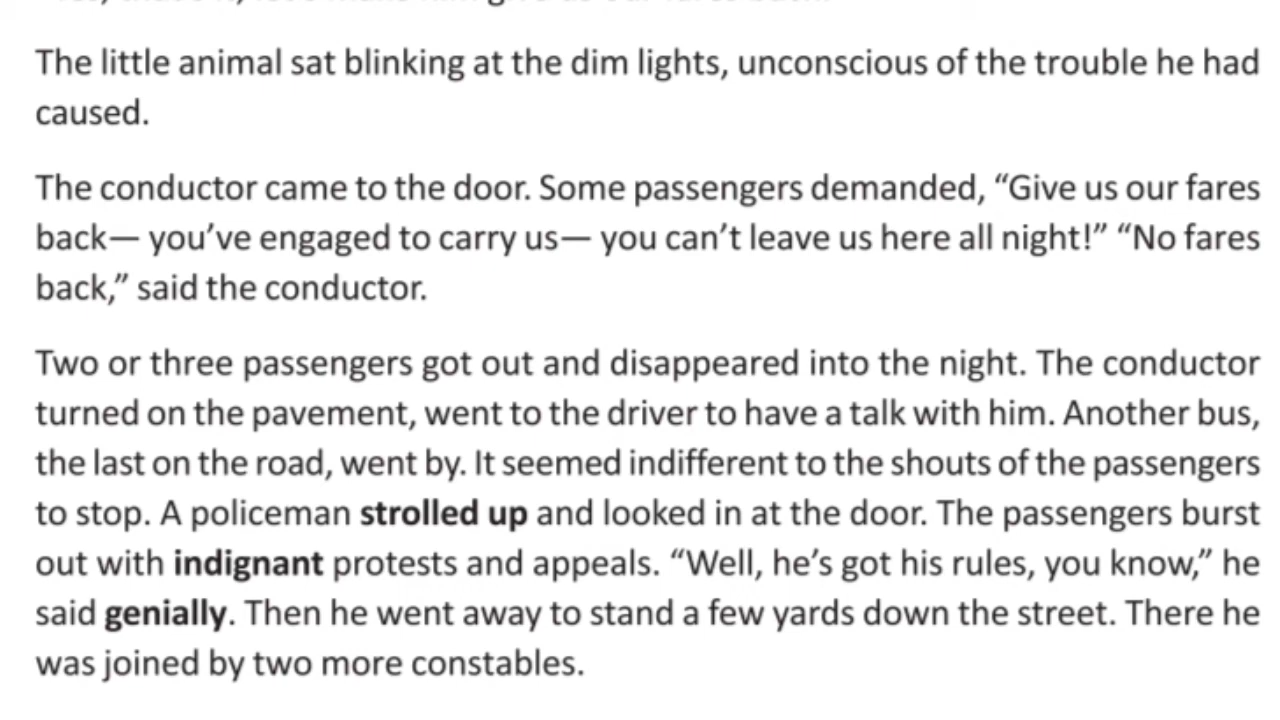 The little animal sat blinking at the dim lights, unconscious of the trouble he had
caused.
The conductor came to the door. Some passengers demanded, “Give us our fares
back— you’ve engaged to carry us— you can’t leave us here all night!” “No fares
back,” said the conductor.
Two or three passengers got out and disappeared into the night. The conductor
turned on the pavement, went to the driver to have a talk with him. Another bus,
the last on the road, went by. It seemed indifferent to the shouts of the passengers
to stop. A policeman strolled up and looked in at the door. The passengers burst
out with indignant protests and appeals. “Well, he’s got his rules, you know,” he
said genially. Then he went away to stand a few yards down the street. There he
was joined by two more constables.